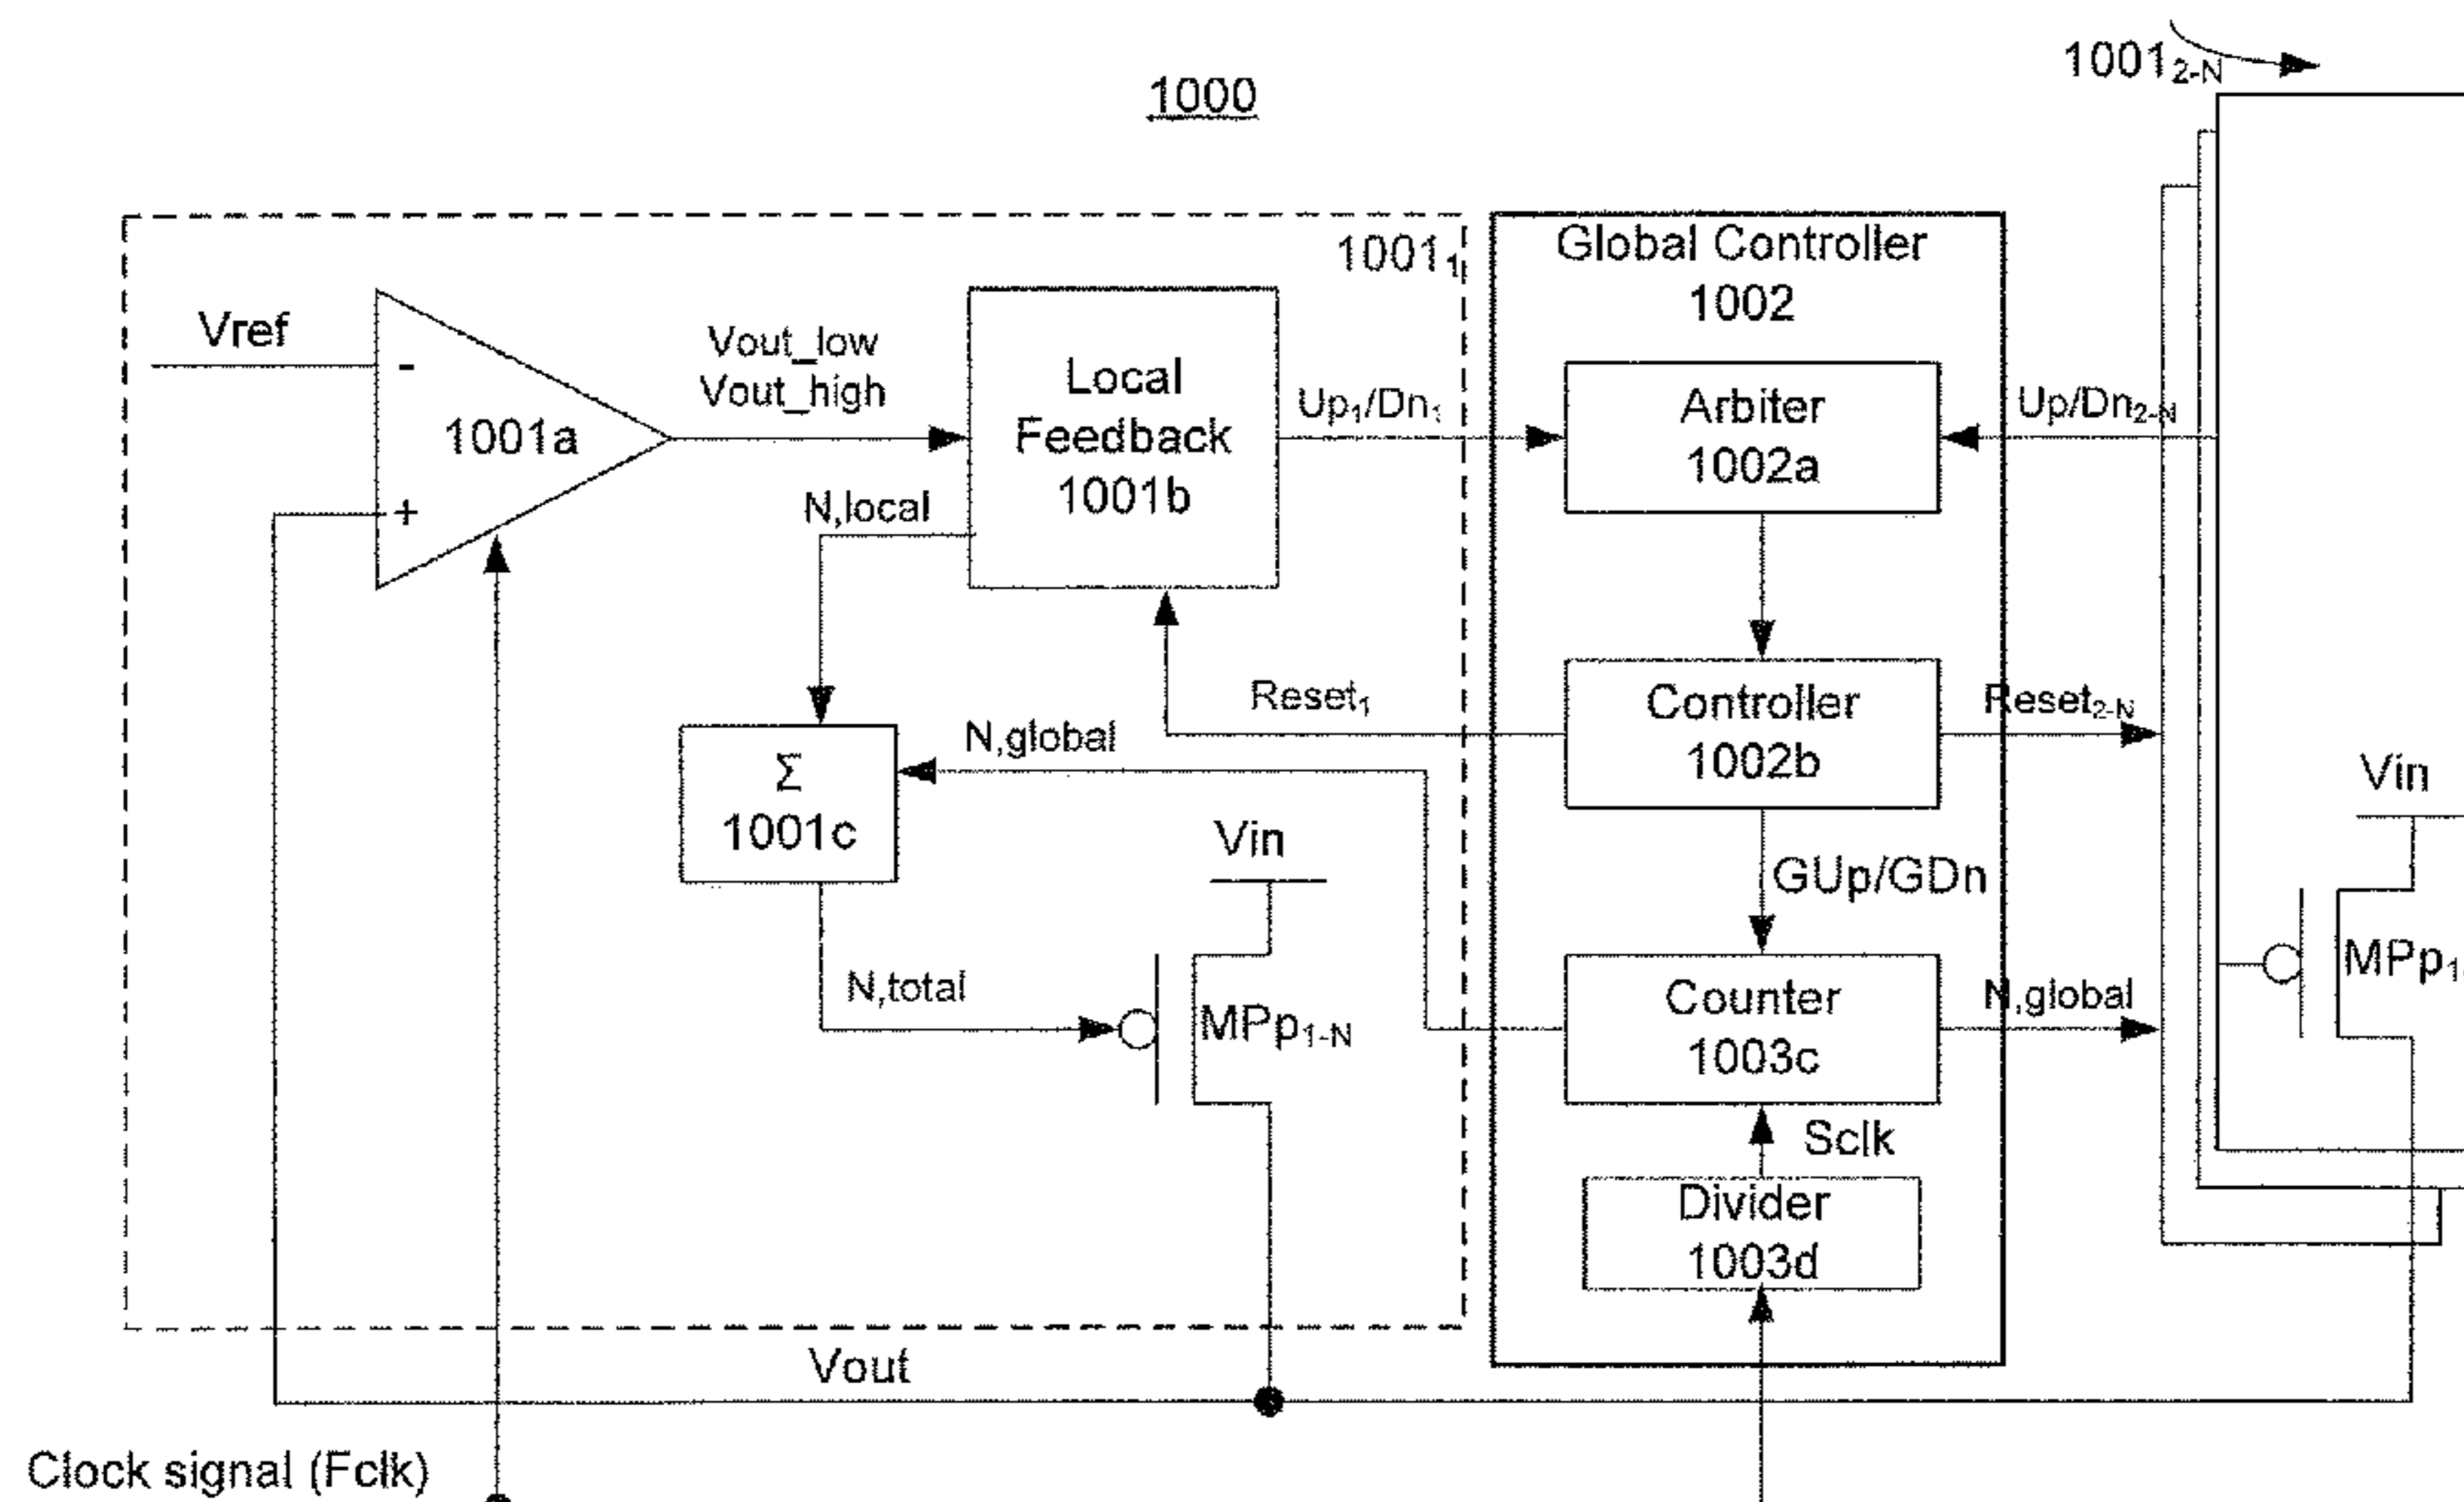 1000
1001₂₋N
1001₁
Global Controller
1002
Vref
-
+
1001a
Vout_low
Vout_high
Local
Feedback
1001b
Up₁/Dn₁
Arbiter
1002a
Up/Dn₂₋N
N,local
Reset₁
Controller
1002b
Reset₂₋N
N,global
Σ
1001c
Vin
Vin
GUp/GDn
N,total
MPp₁₋N
Counter
1003c
N,global
MPp₁
Sclk
Divider
1003d
Vout
Clock signal (Fclk)